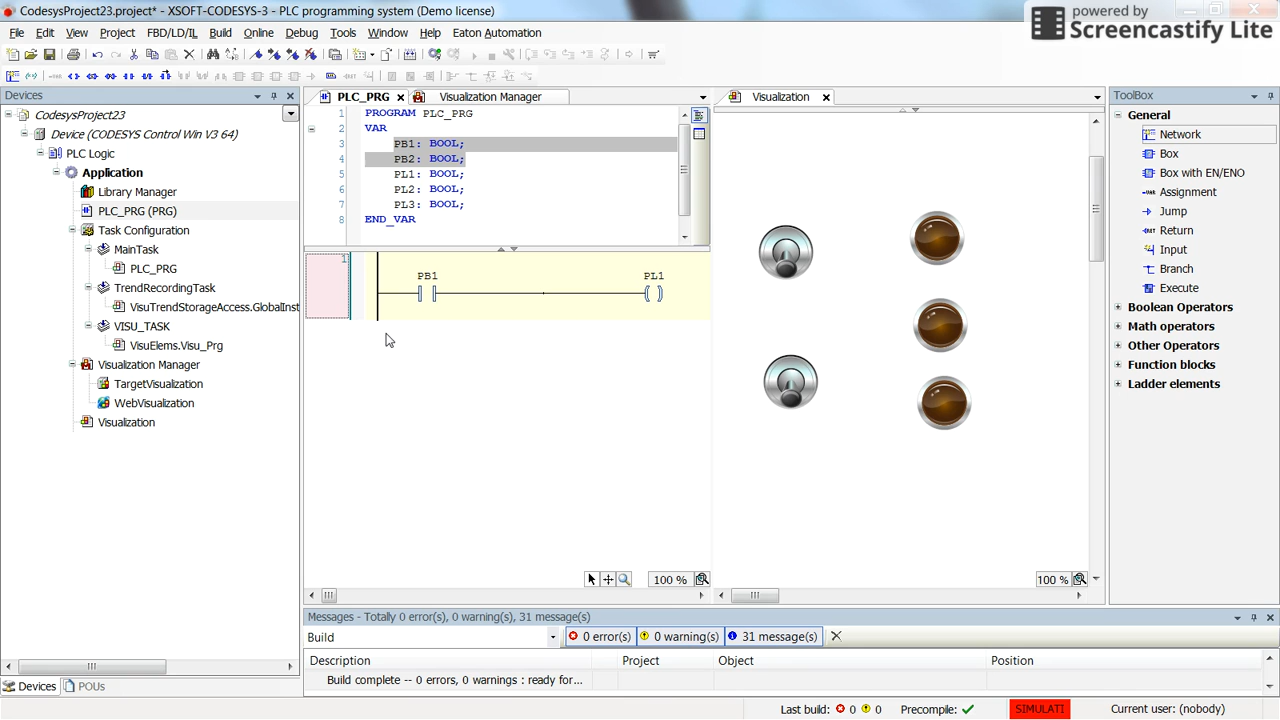 CodesysProject23.project* - XSOFT-CODESYS-3 - PLC programming system (Demo license)
powered by
Screencastify Lite
File Edit View Project FBD/LD/IL Build Online Debug Tools Window Help Eaton Automation
Devices
CodesysProject23
Device (CODESYS Control Win V3 64)
PLC Logic
Application
Library Manager
PLC_PRG (PRG)
Task Configuration
MainTask
PLC_PRG
TrendRecordingTask
VisuTrendStorageAccess.GlobalInst
VISU_TASK
VisuElems.Visu_Prg
Visualization Manager
TargetVisualization
WebVisualization
Visualization
Devices POUs
PLC_PRG Visualization Manager
1 PROGRAM PLC_PRG
2 VAR
3 PB1: BOOL;
4 PB2: BOOL;
5 PL1: BOOL;
6 PL2: BOOL;
7 PL3: BOOL;
8 END_VAR
1
PB1 PL1
100 %
Visualization
100 %
ToolBox
General
Network
Box
Box with EN/ENO
Assignment
Jump
Return
Input
Branch
Execute
Boolean Operators
Math operators
Other Operators
Function blocks
Ladder elements
Messages - Totally 0 error(s), 0 warning(s), 31 message(s)
Build 0 error(s) 0 warning(s) 31 message(s)
Description Project Object Position
Build complete -- 0 errors, 0 warnings : ready for...
Last build: 0 0 Precompile: SIMULATI Current user: (nobody)